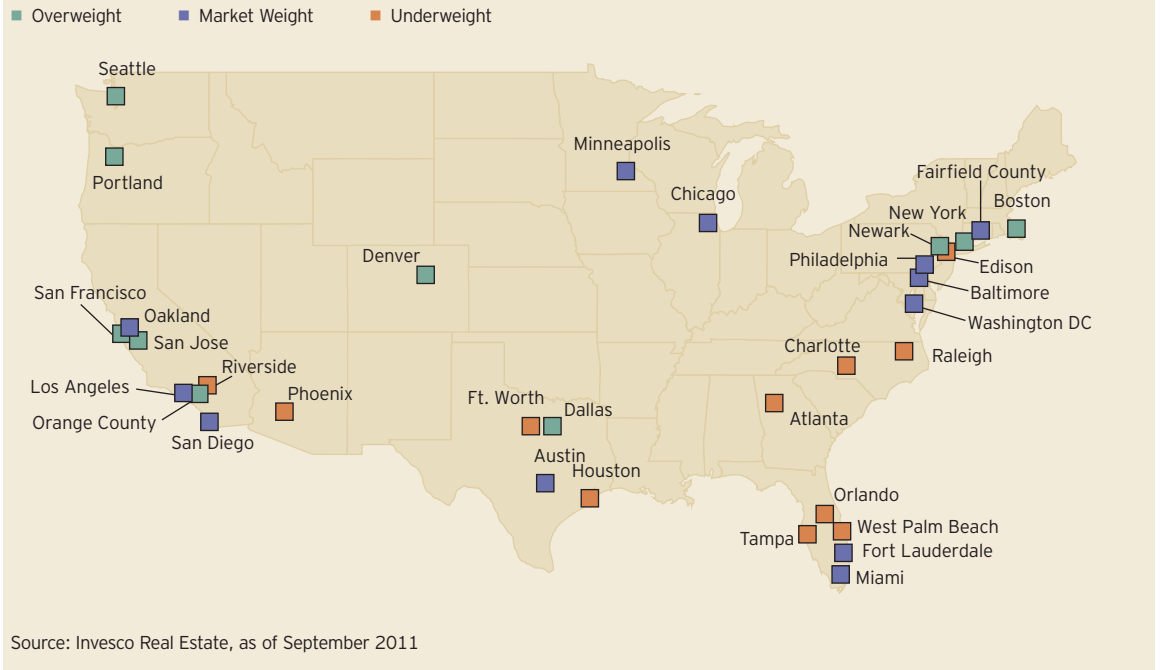 Overweight
Market Weight
Underweight
Seattle
Portland
Minneapolis
Chicago
Fairfield County
Boston
New York
Newark
Philadelphia
Edison
Baltimore
Washington DC
Denver
San Francisco
Oakland
San Jose
Riverside
Los Angeles
Orange County
San Diego
Phoenix
Charlotte
Raleigh
Atlanta
Ft. Worth
Dallas
Austin
Houston
Orlando
West Palm Beach
Tampa
Fort Lauderdale
Miami
Source: Invesco Real Estate, as of September 2011